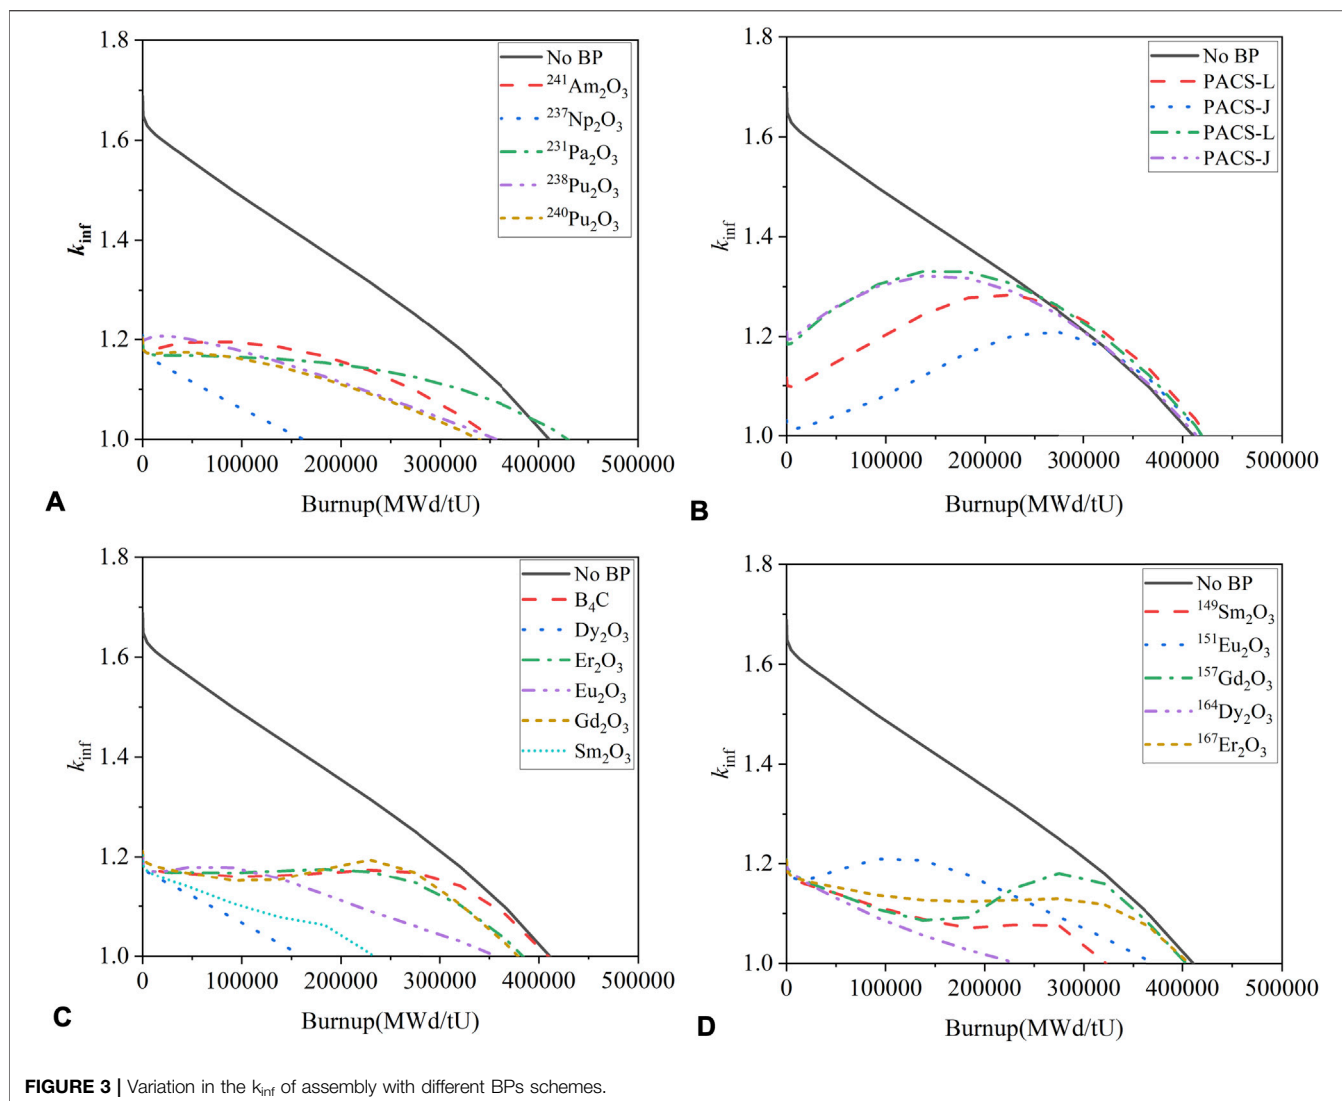 1.8
1.6
1.4
1.2
1.0
k_inf
0 100000 200000 300000 400000 500000
Burnup(MWd/tU)
No BP
²⁴¹Am₂O₃
²³⁷Np₂O₃
²³¹Pa₂O₃
²³⁸Pu₂O₃
²⁴⁰Pu₂O₃
A
1.8
1.6
1.4
1.2
1.0
k_inf
0 100000 200000 300000 400000 500000
Burnup(MWd/tU)
No BP
PACS-L
PACS-J
PACS-L
PACS-J
B
1.8
1.6
1.4
1.2
1.0
k_inf
0 100000 200000 300000 400000 500000
Burnup(MWd/tU)
No BP
B₄C
Dy₂O₃
Er₂O₃
Eu₂O₃
Gd₂O₃
Sm₂O₃
C
1.8
1.6
1.4
1.2
1.0
k_inf
0 100000 200000 300000 400000 500000
Burnup(MWd/tU)
No BP
¹⁴⁹Sm₂O₃
¹⁵¹Eu₂O₃
¹⁵⁷Gd₂O₃
¹⁶⁴Dy₂O₃
¹⁶⁷Er₂O₃
D
FIGURE 3 | Variation in the k_inf of assembly with different BPs schemes.